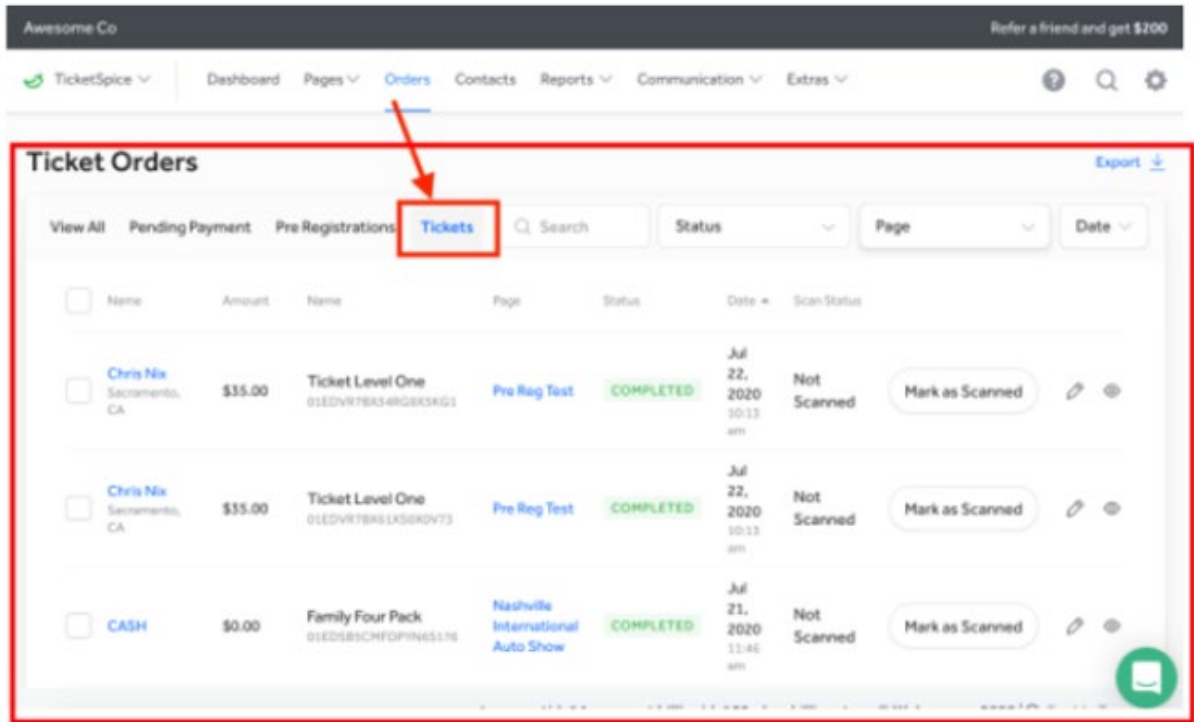 Awesome Co Refer a friend and get $200
TicketSpice Dashboard Pages Orders Contacts Reports Communication Extras
Ticket Orders Export
View All Pending Payment Pre Registrations Tickets Search Status Page Date
Name Amount Name Page Status Date Scan Status
Jul
Chris Nix 22,
Sacramento, $35.00 Ticket Level One Pre Reg Test COMPLETED 2020 Not Scanned Mark as Scanned
CA 10:13
am
Jul
Chris Nix 22,
Sacramento, $35.00 Ticket Level One Pre Reg Test COMPLETED 2020 Not Scanned Mark as Scanned
CA 10:13
am
Jul
Nashville 21,
CASH $0.00 Family Four Pack International COMPLETED 2020 Not Scanned Mark as Scanned
Auto Show 11:46
am